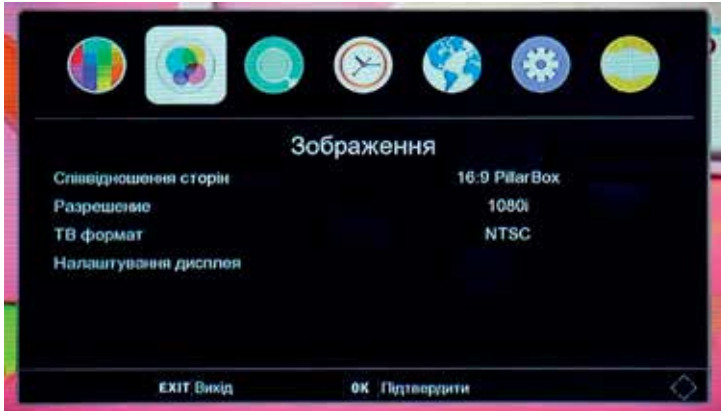 Зображення
Співвідношення сторін 16:9 PillarBox
Разрешение 1080i
ТВ формат NTSC
Налаштування дисплея
EXIT Вихід OK Підтвердити